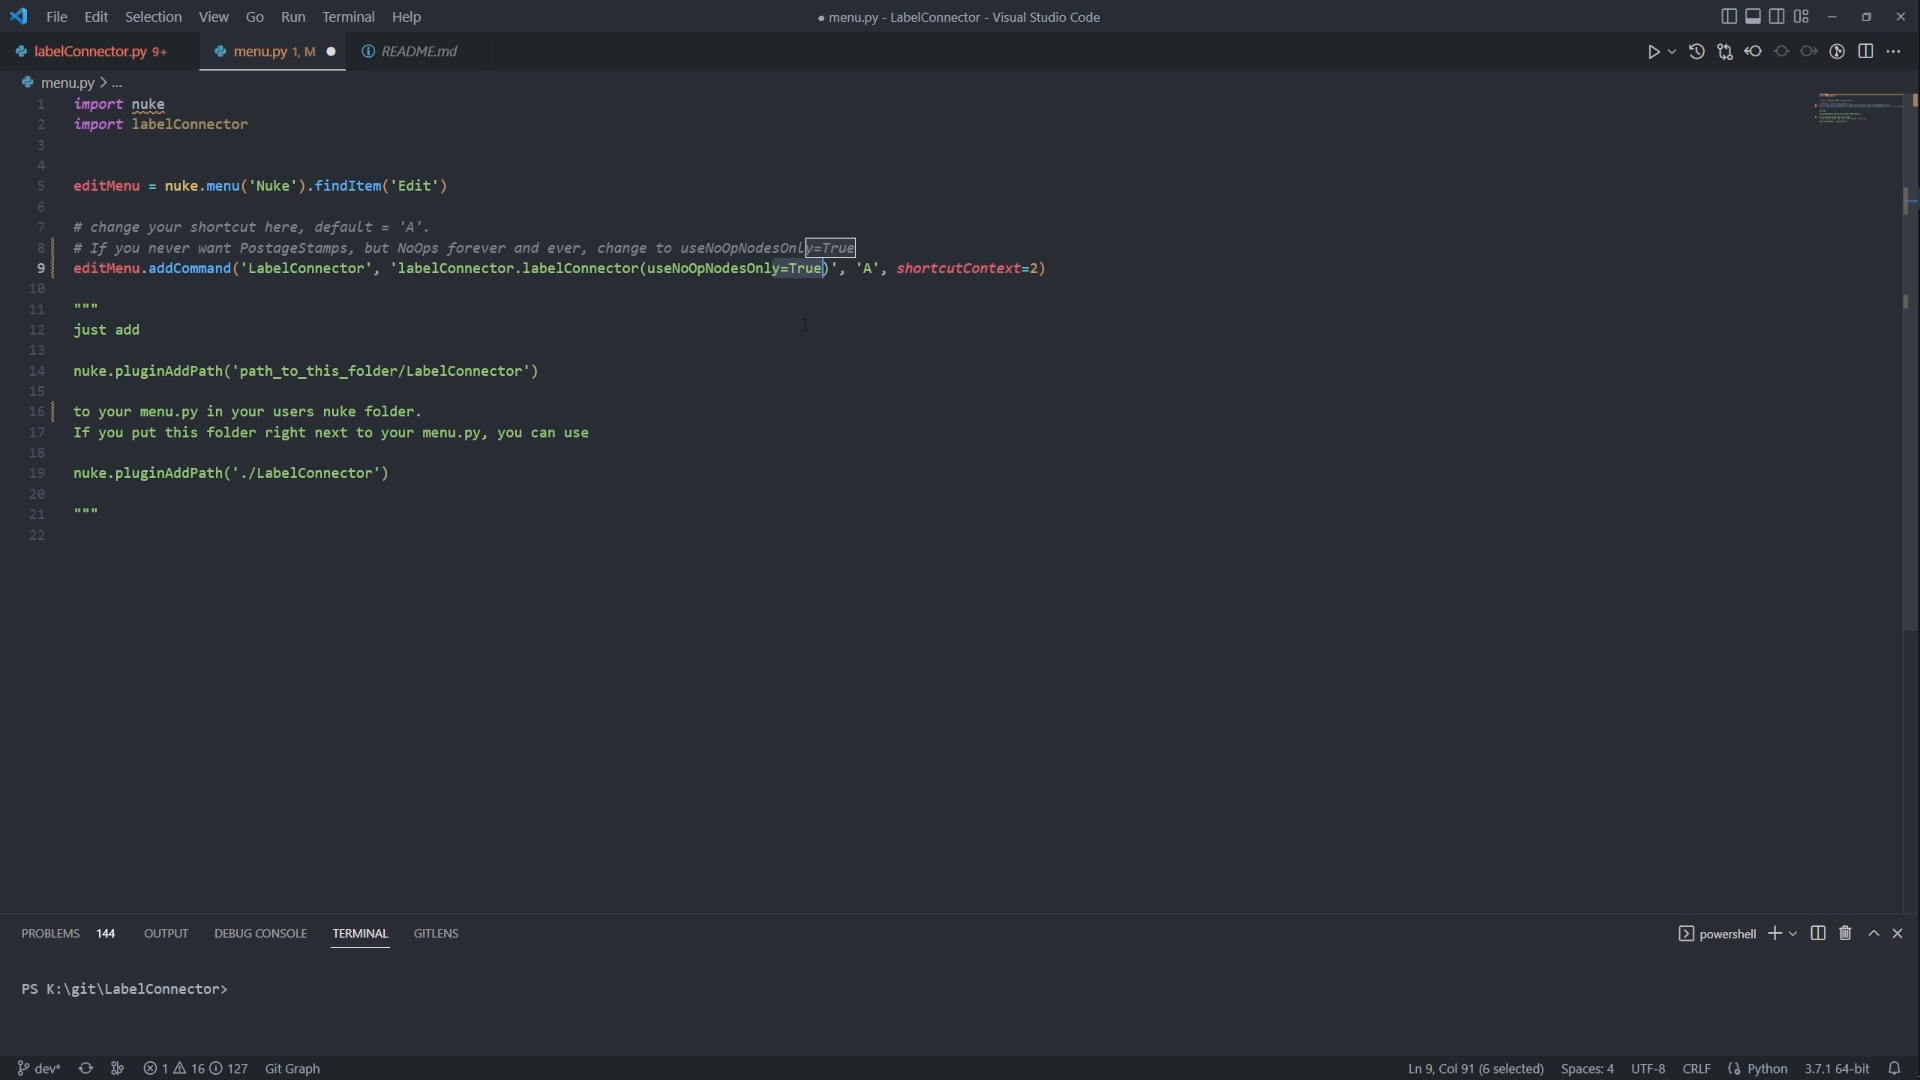 File Edit Selection View Go Run Terminal Help ● menu.py - LabelConnector - Visual Studio Code
labelConnector.py 9+ menu.py 1, M README.md
menu.py > ...
1 import nuke
2 import labelConnector
3
4
5 editMenu = nuke.menu('Nuke').findItem('Edit')
6
7 # change your shortcut here, default = 'A'.
8 # If you never want PostageStamps, but NoOps forever and ever, change to useNoOpNodesOnly=True
9 editMenu.addCommand('LabelConnector', 'labelConnector.labelConnector(useNoOpNodesOnly=True)', 'A', shortcutContext=2)
10
11 """
12 just add
13
14 nuke.pluginAddPath('path_to_this_folder/LabelConnector')
15
16 to your menu.py in your users nuke folder.
17 If you put this folder right next to your menu.py, you can use
18
19 nuke.pluginAddPath('./LabelConnector')
20
21 """
22
PROBLEMS 144 OUTPUT DEBUG CONSOLE TERMINAL GITLENS powershell
PS K:\git\LabelConnector>
dev* 1 16 127 Git Graph Ln 9, Col 91 (6 selected) Spaces: 4 UTF-8 CRLF Python 3.7.1 64-bit